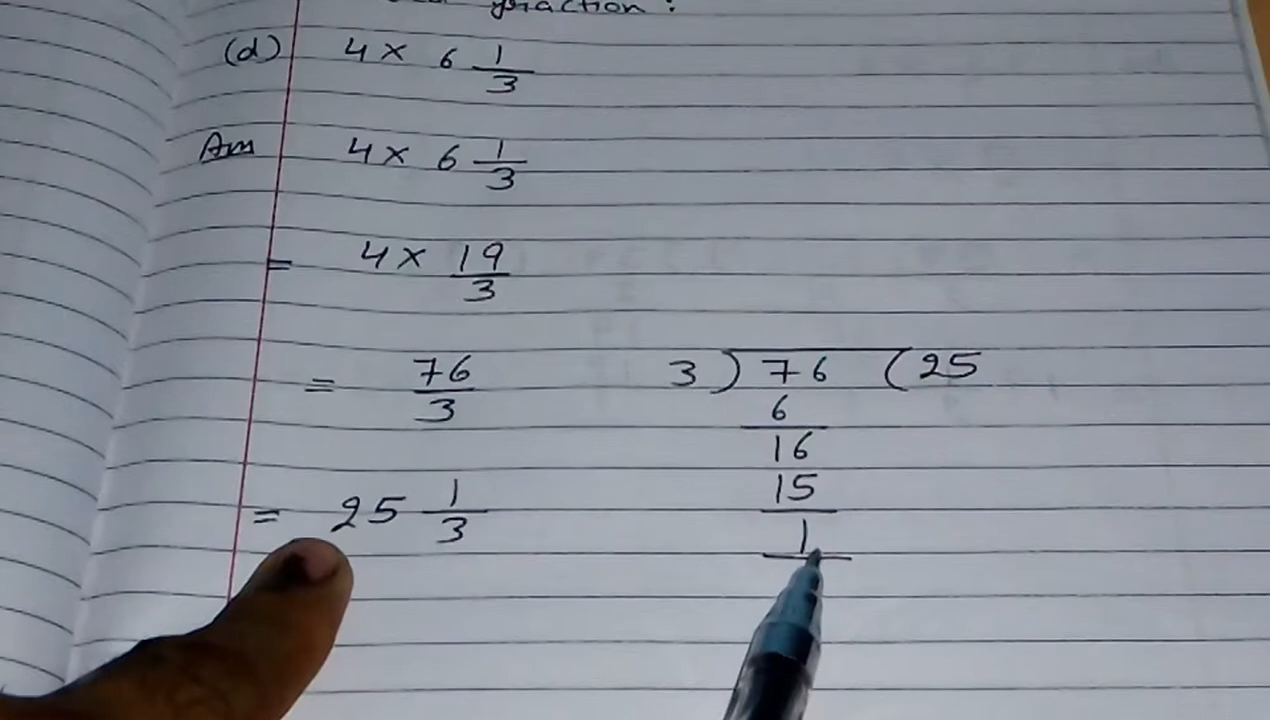 fraction :
(d) 4 × 6 1/3
Ans 4 × 6 1/3
= 4 × 19/3
= 76/3 3 ) 76 ( 25
6
16
15
= 25 1/3 1